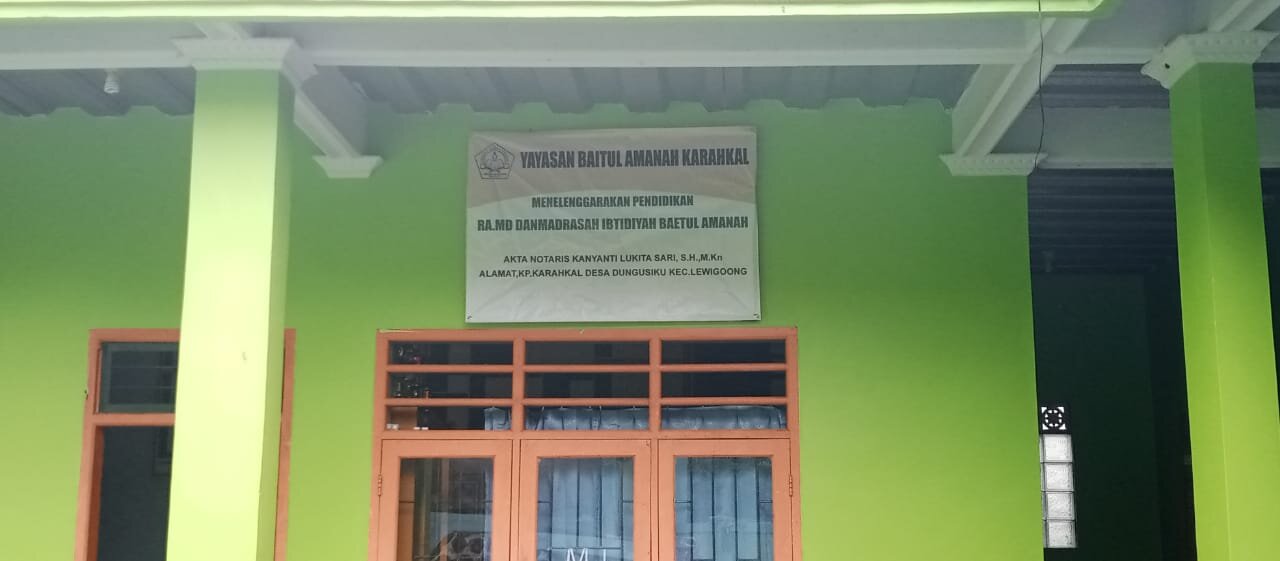 YAYASAN BAITUL AMANAH KARAHKAL
MENELENGGARAKAN PENDIDIKAN
RA.MD DANMADRASAH IBTIDIYAH BAETUL AMANAH
AKTA NOTARIS KANYANTI LUKITA SARI, S.H.,M.Kn
ALAMAT,KP.KARAHKAL DESA DUNGUSIKU KEC.LEWIGOONG